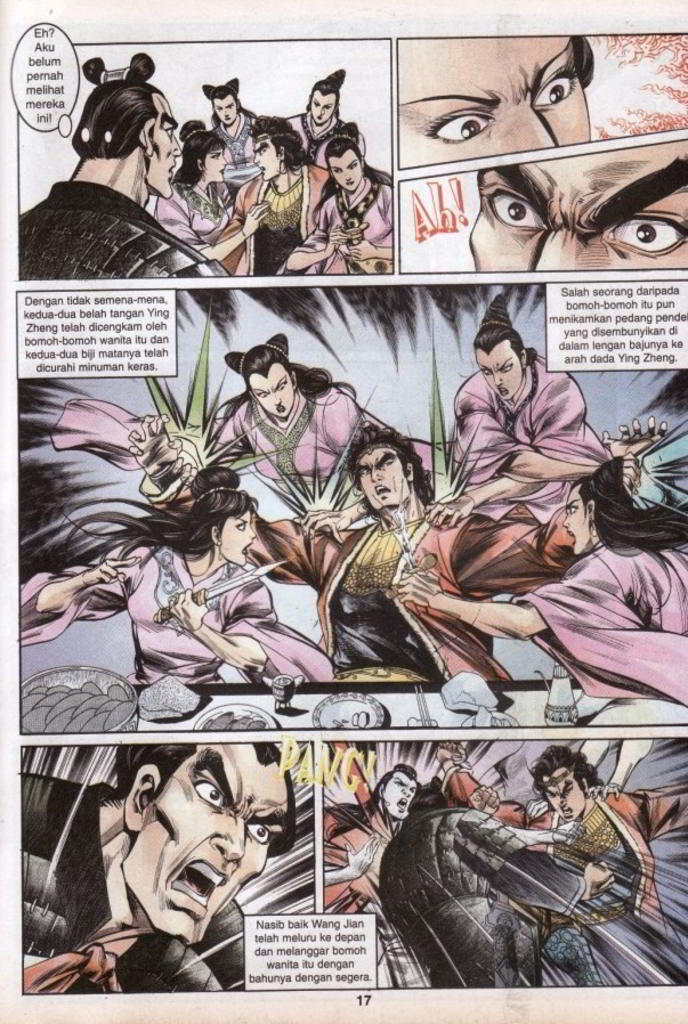 Eh?
Aku
belum
pernah
melihat
mereka
ini!
Ah!
Dengan tidak semena-mena,
kedua-dua belah tangan Ying
Zheng telah dicengkam oleh
bomoh-bomoh wanita itu dan
kedua-dua biji matanya telah
dicurahi minuman keras.
Salah seorang daripada
bomoh-bomoh itu pun
menikamkan pedang pendek
yang disembunyikan di
dalam lengan bajunya ke
arah dada Ying Zheng.
PANG!
Nasib baik Wang Jian
telah meluru ke depan
dan melanggar bomoh
wanita itu dengan
bahunya dengan segera.
17